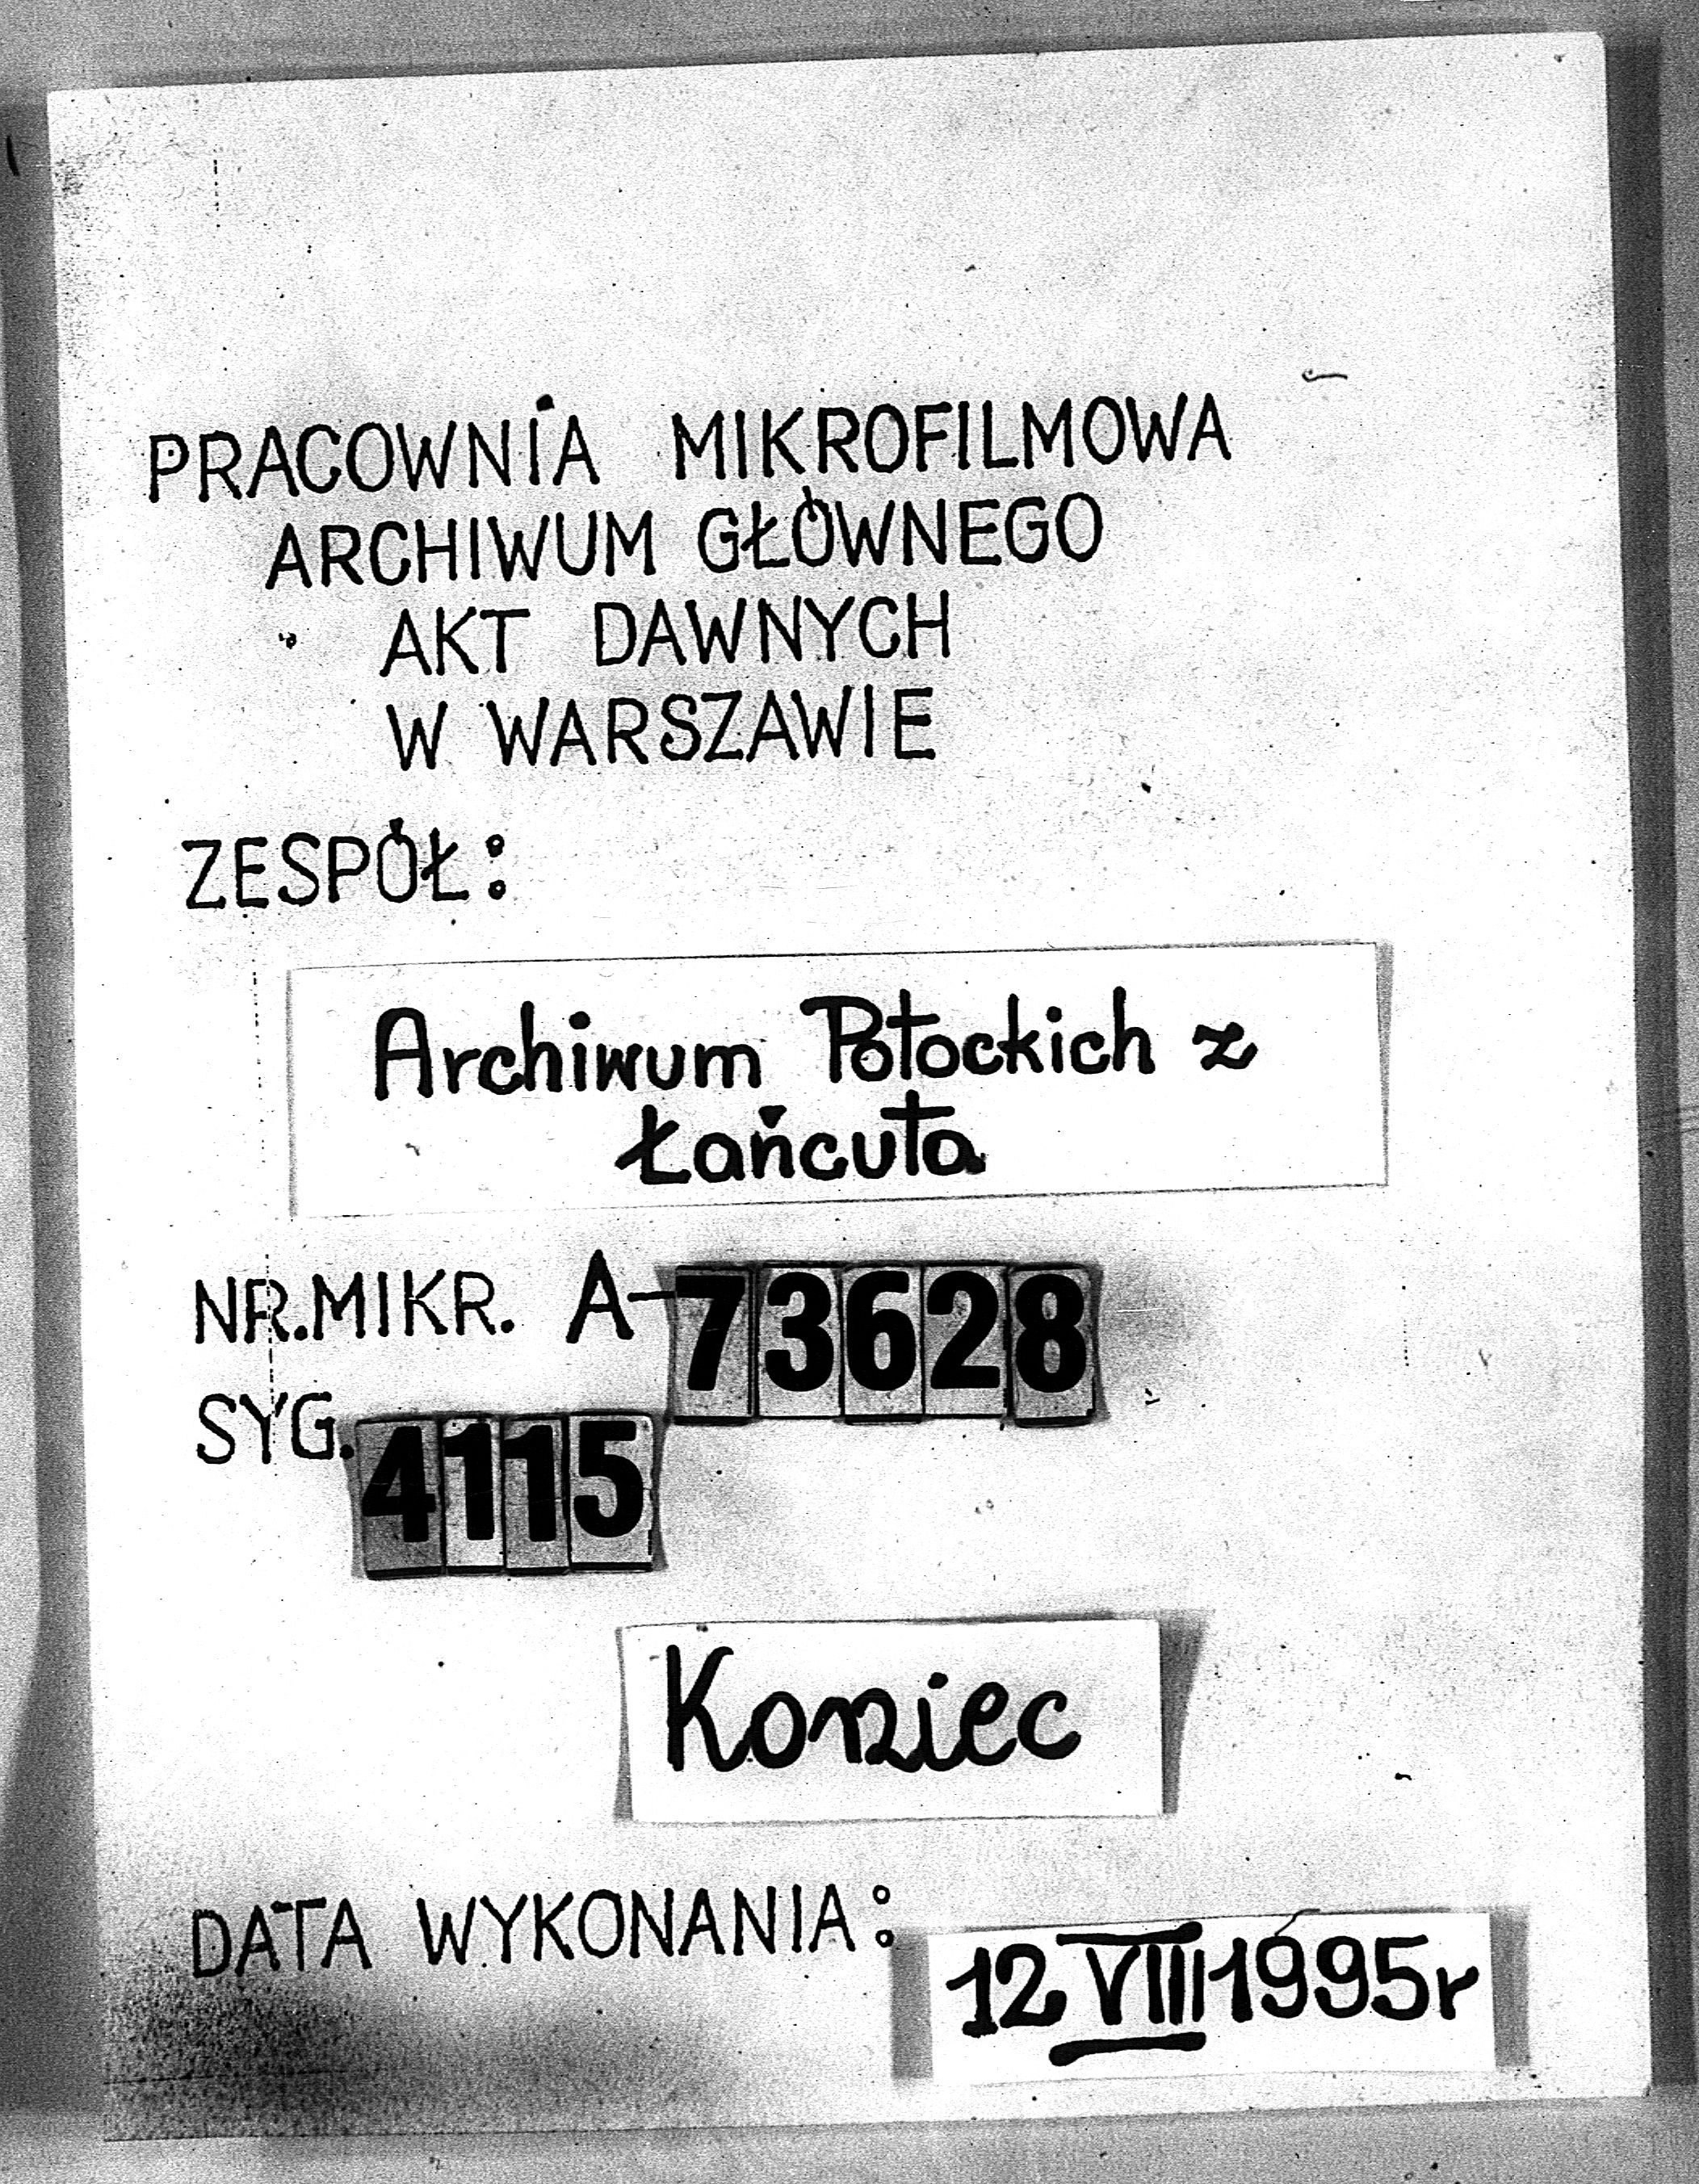 PRACOWNIA MIKROFILMOWA
ARCHIWUM GŁÓWNEGO
AKT DAWNYCH
W WARSZAWIE
ZESPÓŁ:
Archiwum Potockich z
Łańcuta
NR.MIKR. A-73628
SYG. 4115
Koniec
DATA WYKONANIA: 12 VIII 1995r